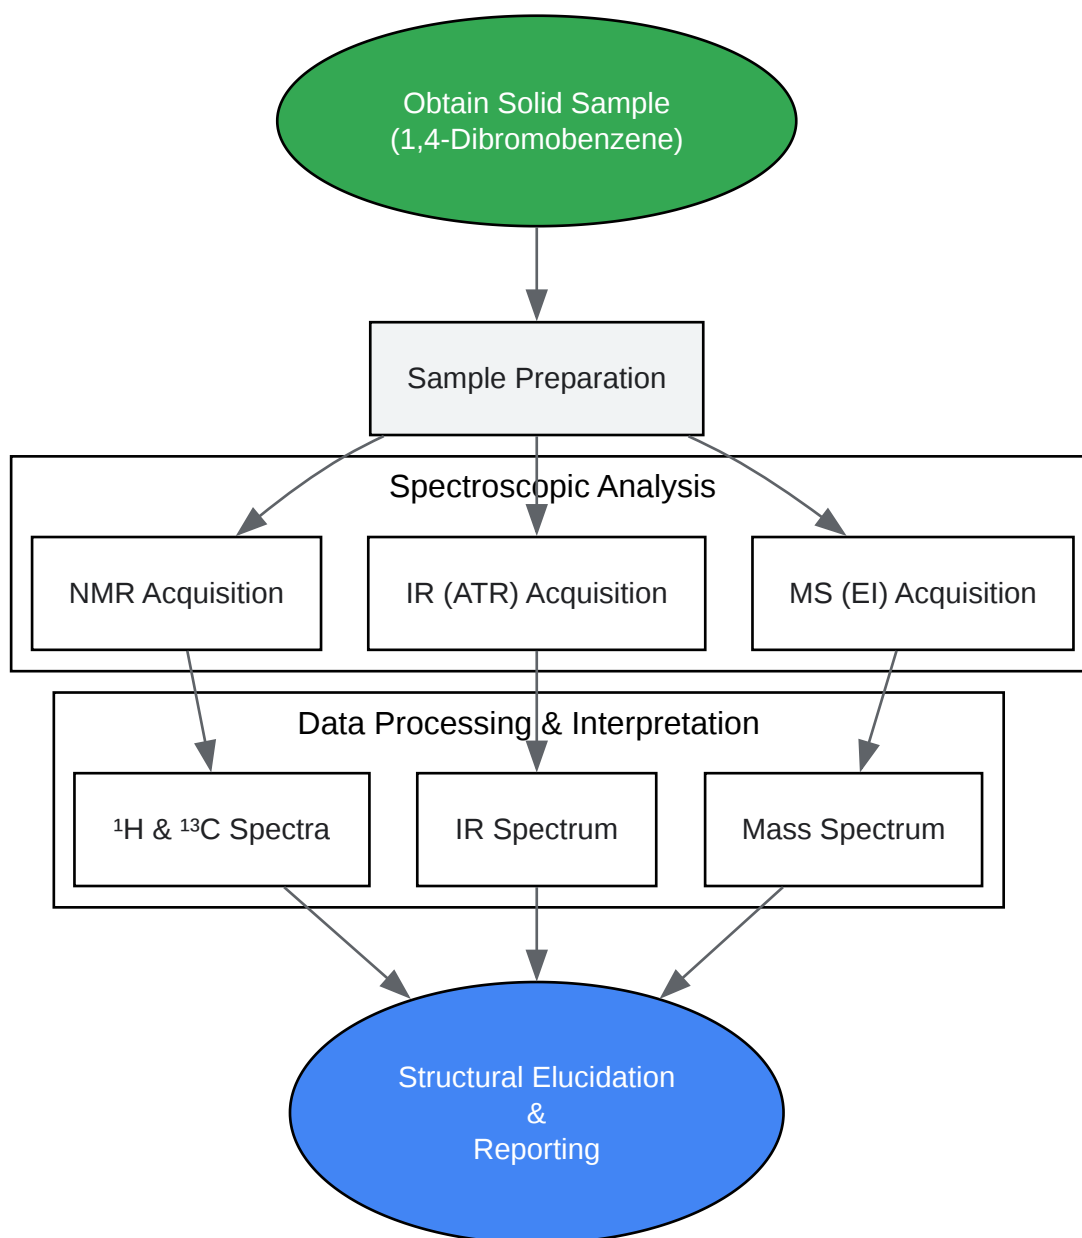 Obtain Solid Sample
(1,4-Dibromobenzene)
Sample Preparation
Spectroscopic Analysis
NMR Acquisition
IR (ATR) Acquisition
MS (EI) Acquisition
Data Processing & Interpretation
¹H & ¹³C Spectra
IR Spectrum
Mass Spectrum
Structural Elucidation
&
Reporting